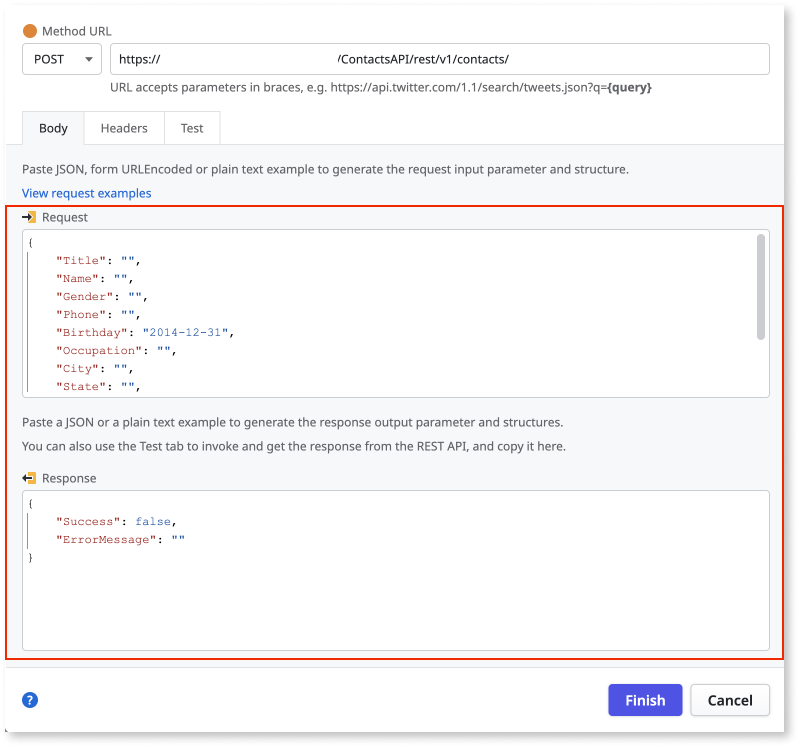 Method URL
POST https:// /ContactsAPI/rest/v1/contacts/
URL accepts parameters in braces, e.g. https://api.twitter.com/1.1/search/tweets.json?q={query}
Body Headers Test
Paste JSON, form URLEncoded or plain text example to generate the request input parameter and structure.
View request examples
Request
{
"Title": "",
"Name": "",
"Gender": "",
"Phone": "",
"Birthday": "2014-12-31",
"Occupation": "",
"City": "",
"State": "",
Paste a JSON or a plain text example to generate the response output parameter and structures.
You can also use the Test tab to invoke and get the response from the REST API, and copy it here.
Response
{
"Success": false,
"ErrorMessage": ""
}
? Finish Cancel